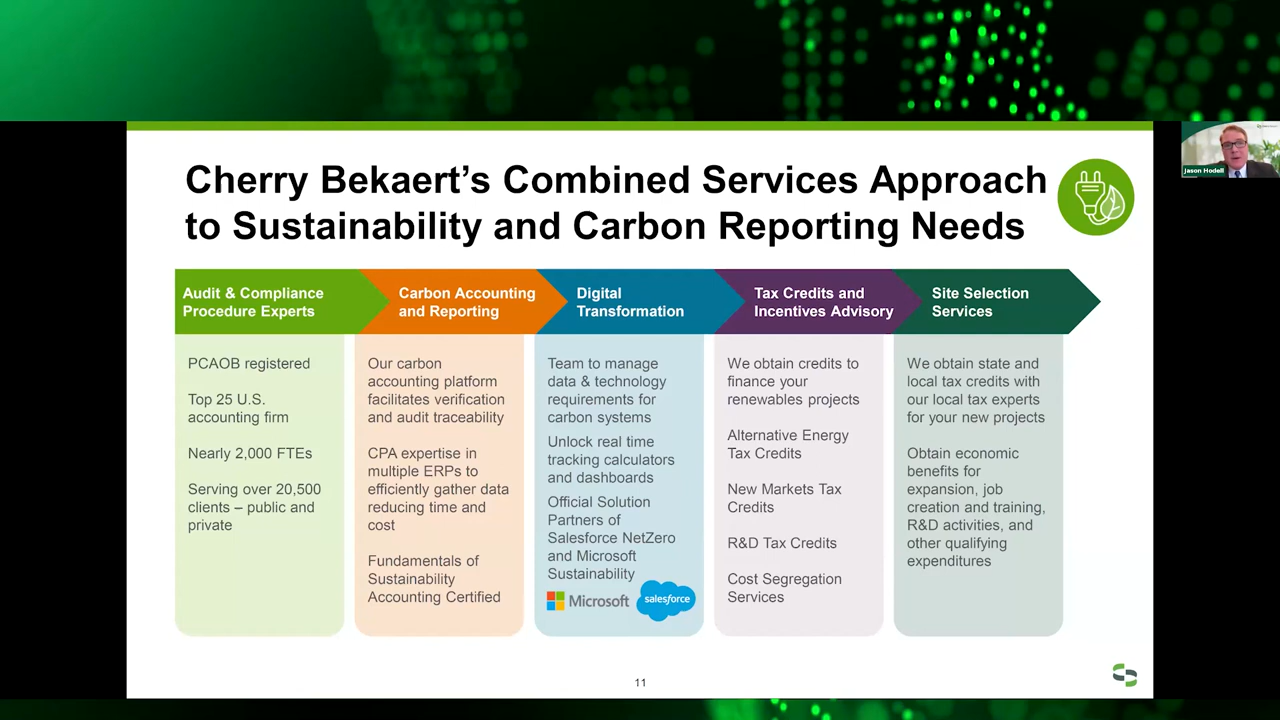 Cherry Bekaert's Combined Services Approach
to Sustainability and Carbon Reporting Needs
Jason Hodell
Audit & Compliance
Procedure Experts
PCAOB registered
Top 25 U.S.
accounting firm
Nearly 2,000 FTEs
Serving over 20,500
clients – public and
private
Carbon Accounting
and Reporting
Our carbon
accounting platform
facilitates verification
and audit traceability
CPA expertise in
multiple ERPs to
efficiently gather data
reducing time and
cost
Fundamentals of
Sustainability
Accounting Certified
Digital
Transformation
Team to manage
data & technology
requirements for
carbon systems
Unlock real time
tracking calculators
and dashboards
Official Solution
Partners of
Salesforce NetZero
and Microsoft
Sustainability
Microsoft
salesforce
Tax Credits and
Incentives Advisory
We obtain credits to
finance your
renewables projects
Alternative Energy
Tax Credits
New Markets Tax
Credits
R&D Tax Credits
Cost Segregation
Services
Site Selection
Services
We obtain state and
local tax credits with
our local tax experts
for your new projects
Obtain economic
benefits for
expansion, job
creation and training,
R&D activities, and
other qualifying
expenditures
11